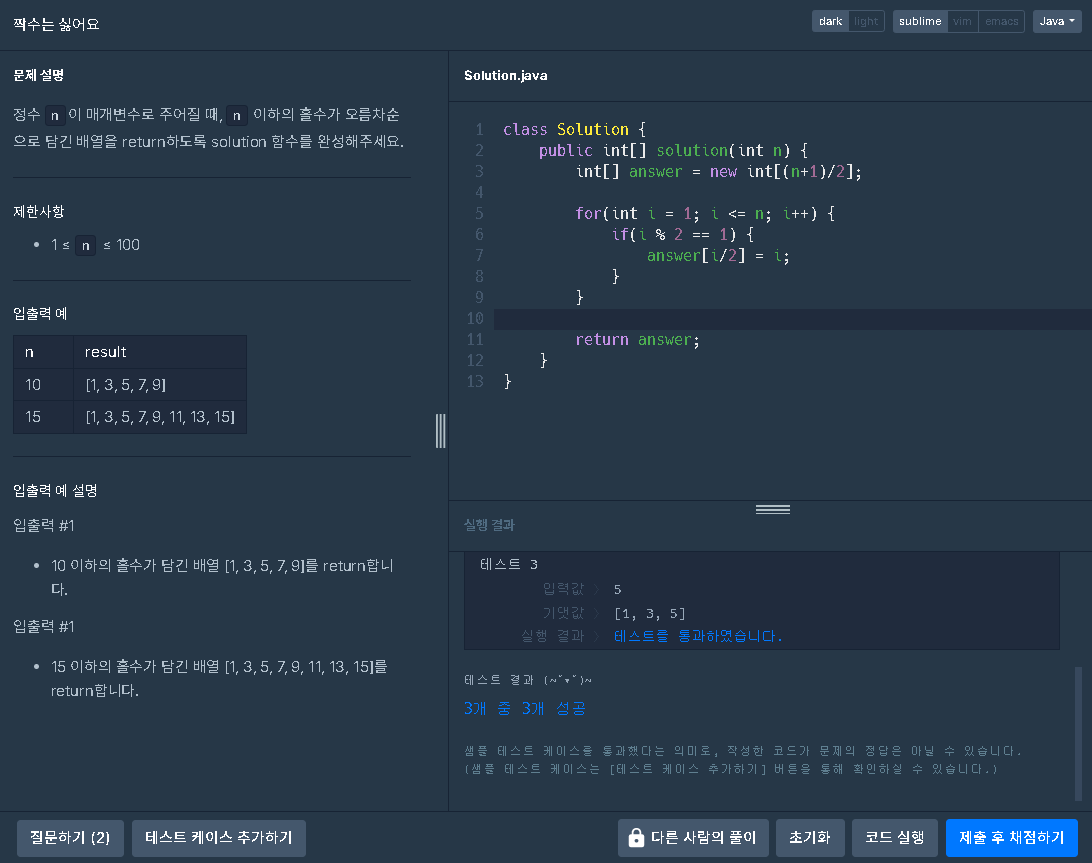 짝수는 싫어요
dark light sublime vim emacs Java
문제 설명
정수 n 이 매개변수로 주어질 때, n 이하의 홀수가 오름차순
으로 담긴 배열을 return하도록 solution 함수를 완성해주세요.
제한사항
• 1 ≤ n ≤ 100
입출력 예
n result
10 [1, 3, 5, 7, 9]
15 [1, 3, 5, 7, 9, 11, 13, 15]
입출력 예 설명
입출력 #1
• 10 이하의 홀수가 담긴 배열 [1, 3, 5, 7, 9]를 return합니
다.
입출력 #1
• 15 이하의 홀수가 담긴 배열 [1, 3, 5, 7, 9, 11, 13, 15]를
return합니다.
Solution.java
1 class Solution {
2     public int[] solution(int n) {
3         int[] answer = new int[(n+1)/2];
4
5         for(int i = 1; i <= n; i++) {
6             if(i % 2 == 1) {
7                 answer[i/2] = i;
8             }
9         }
10
11         return answer;
12     }
13 }
실행 결과
테스트 3
입력값 〉 5
기댓값 〉 [1, 3, 5]
실행 결과 〉 테스트를 통과하였습니다.
테스트 결과 (~˘▾˘)~
3개 중 3개 성공
샘플 테스트 케이스를 통과했다는 의미로, 작성한 코드가 문제의 정답은 아닐 수 있습니다.
(샘플 테스트 케이스는 [테스트 케이스 추가하기] 버튼을 통해 확인하실 수 있습니다.)
질문하기 (2) 테스트 케이스 추가하기 다른 사람의 풀이 초기화 코드 실행 제출 후 채점하기